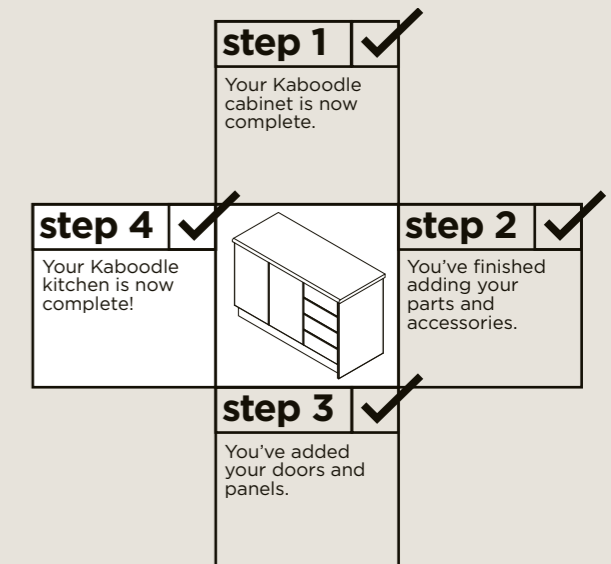 step 1
Your Kaboodle
cabinet is now
complete.
step 2
You've finished
adding your
parts and
accessories.
step 3
You've added
your doors and
panels.
step 4
Your Kaboodle
kitchen is now
complete!